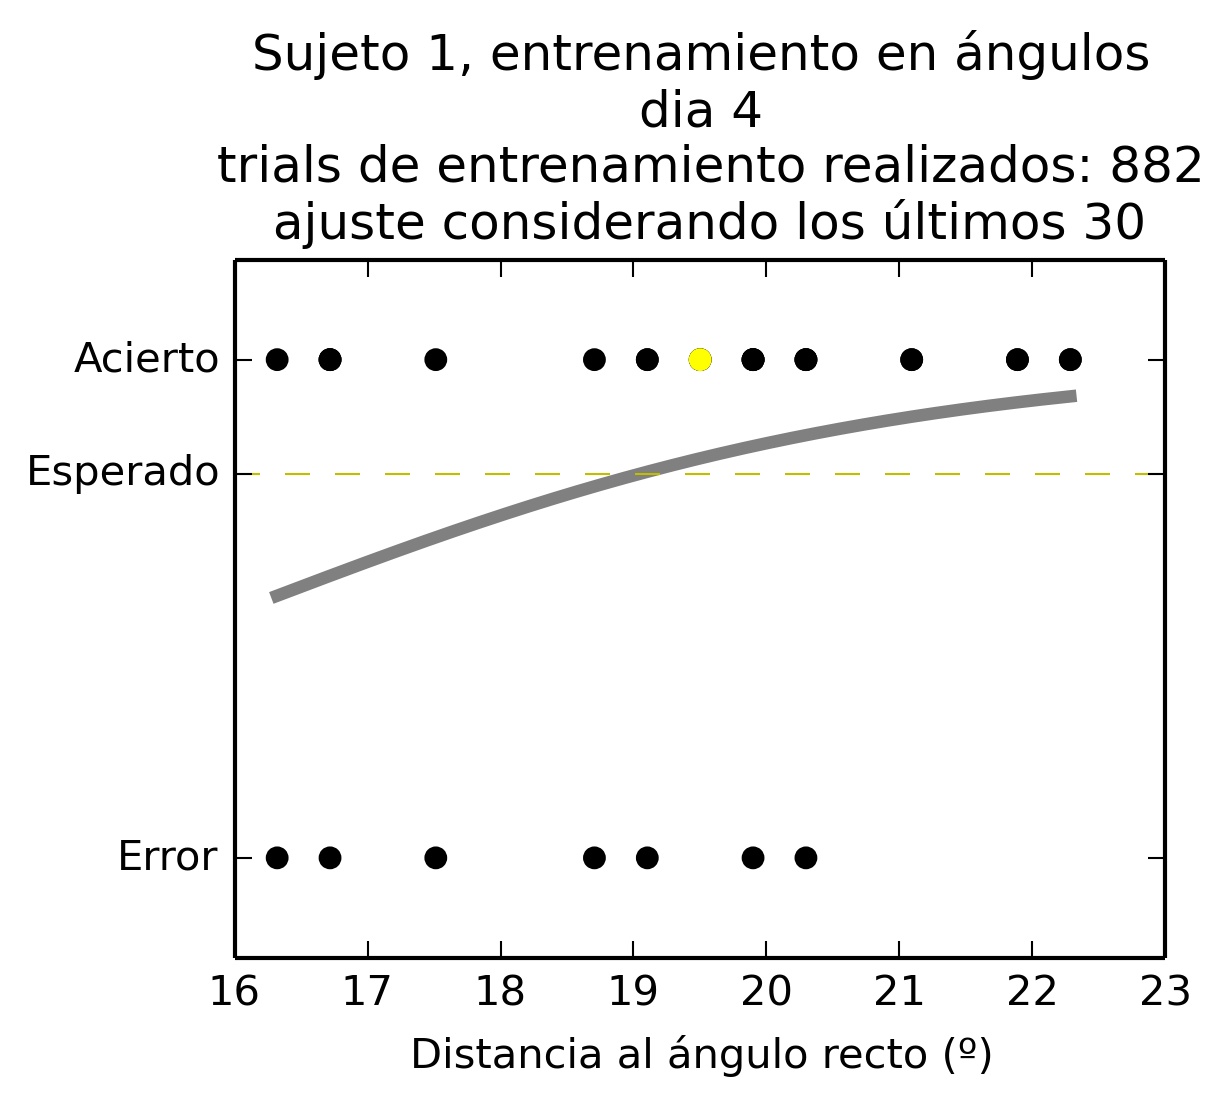 Sujeto 1, entrenamiento en ángulos
dia 4
trials de entrenamiento realizados: 882
ajuste considerando los últimos 30
Acierto
Esperado
Error
16 17 18 19 20 21 22 23
Distancia al ángulo recto (º)